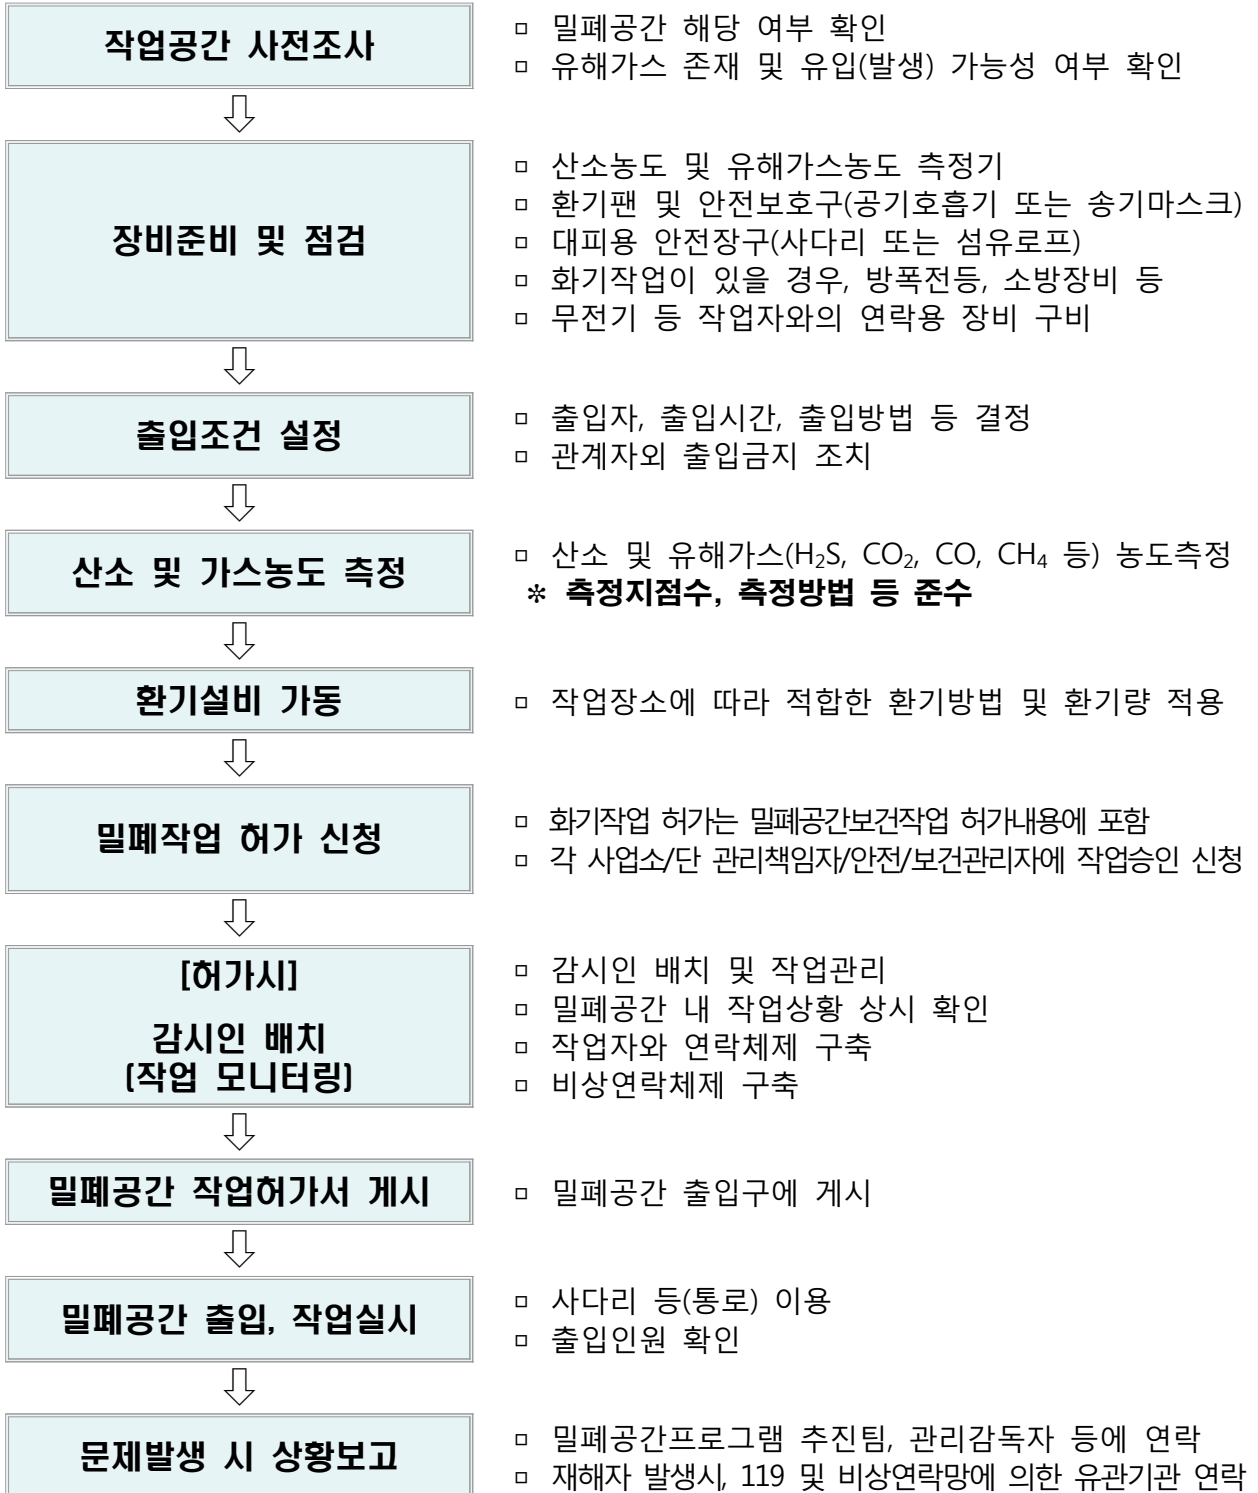 작업공간 사전조사
▫ 밀폐공간 해당 여부 확인
▫ 유해가스 존재 및 유입(발생) 가능성 여부 확인
장비준비 및 점검
▫ 산소농도 및 유해가스농도 측정기
▫ 환기팬 및 안전보호구(공기호흡기 또는 송기마스크)
▫ 대피용 안전장구(사다리 또는 섬유로프)
▫ 화기작업이 있을 경우, 방폭전등, 소방장비 등
▫ 무전기 등 작업자와의 연락용 장비 구비
출입조건 설정
▫ 출입자, 출입시간, 출입방법 등 결정
▫ 관계자외 출입금지 조치
산소 및 가스농도 측정
▫ 산소 및 유해가스(H₂S, CO₂, CO, CH₄ 등) 농도측정
✼ 측정지점수, 측정방법 등 준수
환기설비 가동
▫ 작업장소에 따라 적합한 환기방법 및 환기량 적용
밀폐작업 허가 신청
▫ 화기작업 허가는 밀폐공간보건작업 허가내용에 포함
▫ 각 사업소/단 관리책임자/안전/보건관리자에 작업승인 신청
[허가시]
감시인 배치
(작업 모니터링)
▫ 감시인 배치 및 작업관리
▫ 밀폐공간 내 작업상황 상시 확인
▫ 작업자와 연락체제 구축
▫ 비상연락체제 구축
밀폐공간 작업허가서 게시
▫ 밀폐공간 출입구에 게시
밀폐공간 출입, 작업실시
▫ 사다리 등(통로) 이용
▫ 출입인원 확인
문제발생 시 상황보고
▫ 밀폐공간프로그램 추진팀, 관리감독자 등에 연락
▫ 재해자 발생시, 119 및 비상연락망에 의한 유관기관 연락